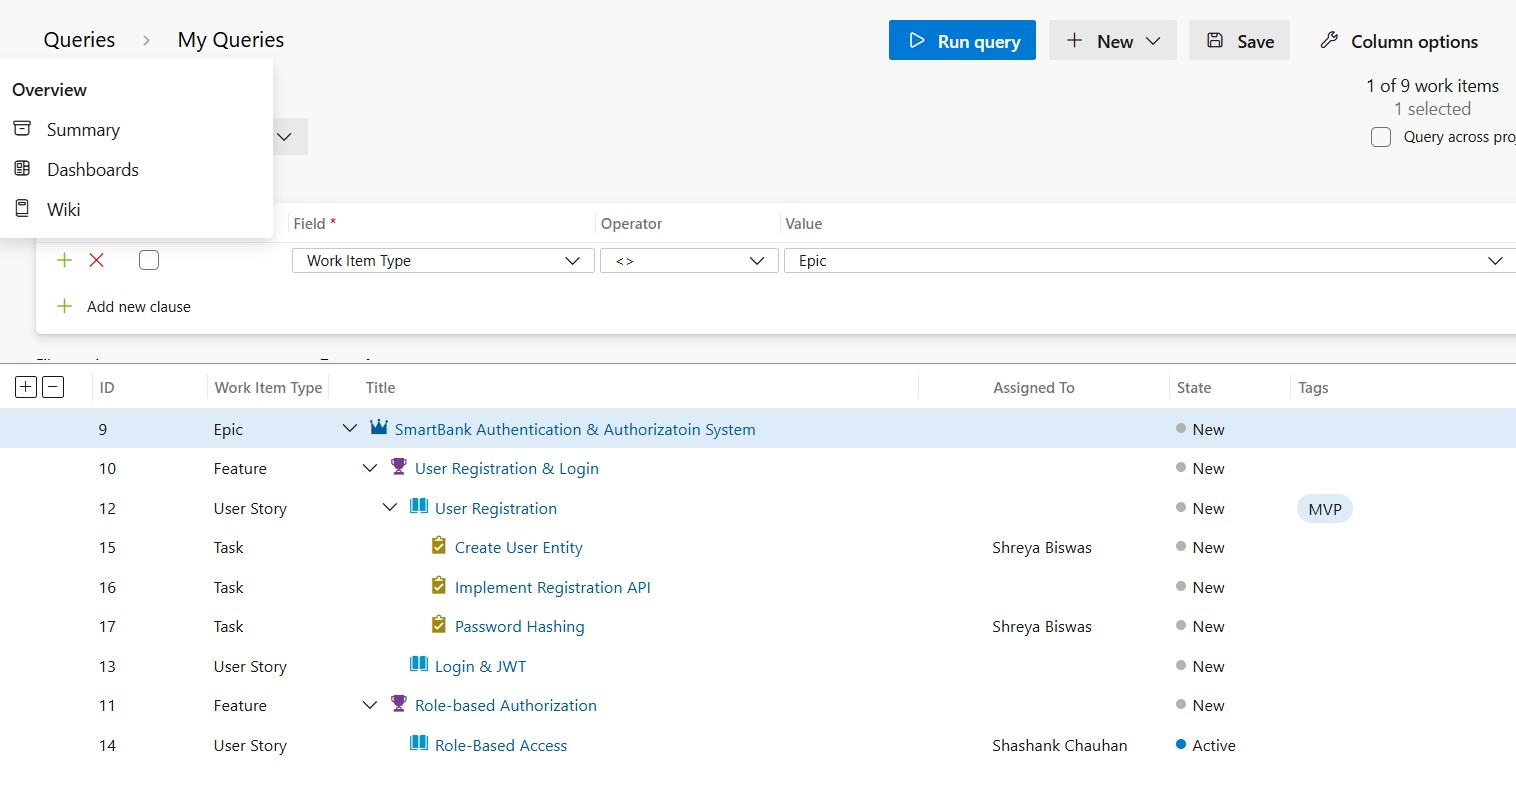 Queries > My Queries
Run query
New
Save
Column options
Overview
Summary
Dashboards
Wiki
1 of 9 work items
1 selected
Query across
Field * Operator Value
Work Item Type <> Epic
Add new clause
ID Work Item Type Title Assigned To State Tags
9 Epic SmartBank Authentication & Authorizatoin System New
10 Feature User Registration & Login New
12 User Story User Registration New MVP
15 Task Create User Entity Shreya Biswas New
16 Task Implement Registration API New
17 Task Password Hashing Shreya Biswas New
13 User Story Login & JWT New
11 Feature Role-based Authorization New
14 User Story Role-Based Access Shashank Chauhan Active